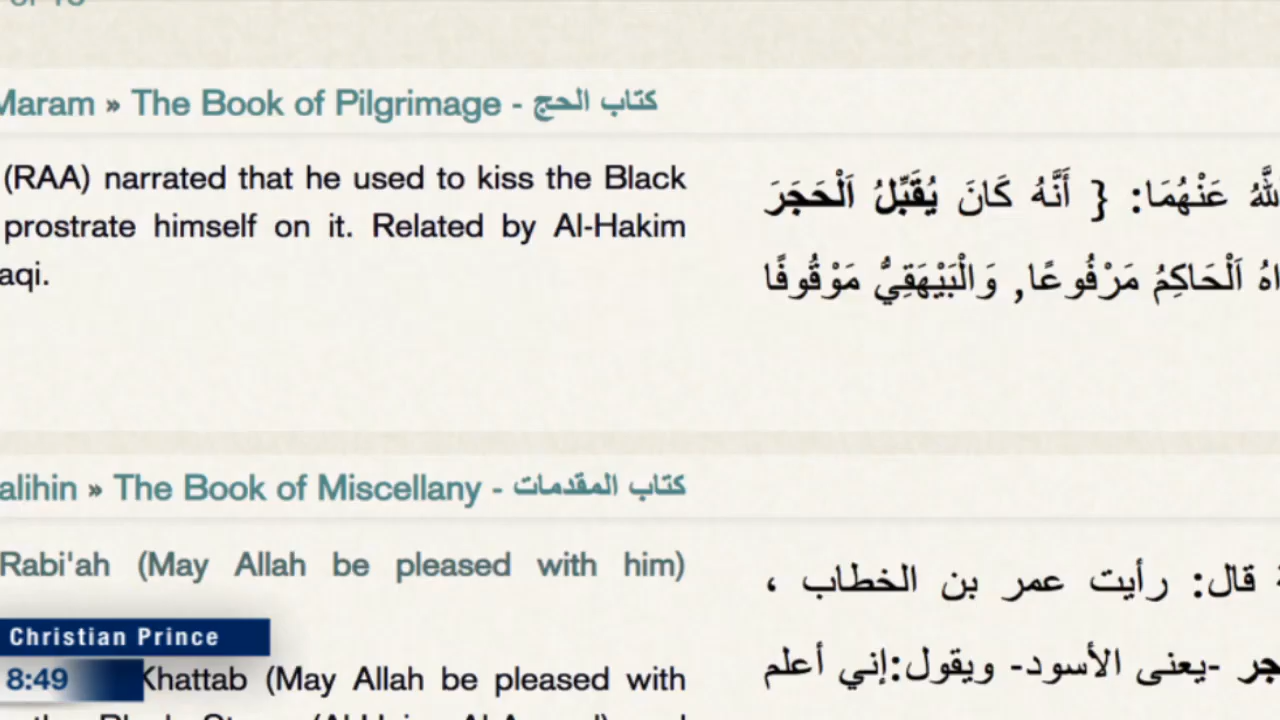 Maram » The Book of Pilgrimage - كتاب الحج
(RAA) narrated that he used to kiss the Black
prostrate himself on it. Related by Al-Hakim
aqi.
اللَّهُ عَنْهُمَا: { أَنَّهُ كَانَ يُقَبِّلُ اَلْحَجَرَ
اهُ اَلْحَاكِمُ مَرْفُوعًا, وَالْبَيْهَقِيُّ مَوْقُوفًا
alihin » The Book of Miscellany - كتاب المقدمات
Rabi'ah (May Allah be pleased with him)
Khattab (May Allah be pleased with
قال: رأيت عمر بن الخطاب ،
جر -يعنى الأسود- ويقول:إني أعلم
Christian Prince
8:49